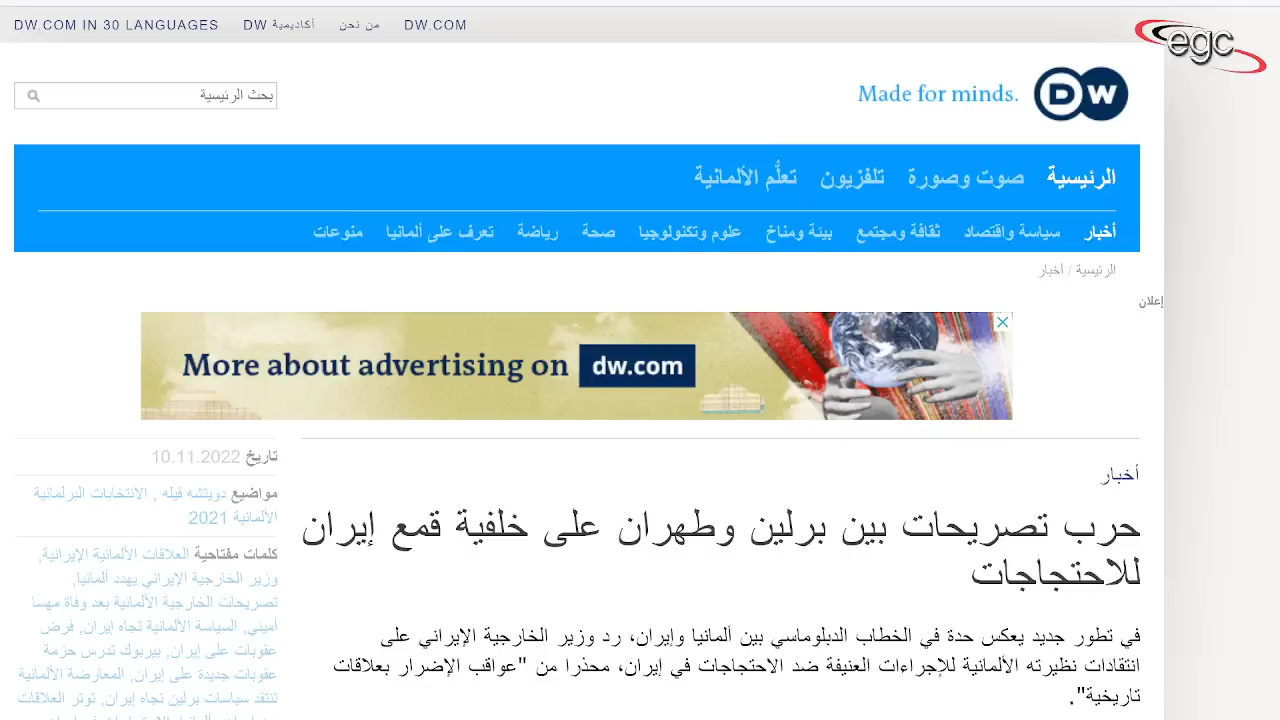 DW.COM IN 30 LANGUAGES DW أكاديمية من نحن DW.COM
egc
بحث الرئيسية
Made for minds. DW
الرئيسية صوت وصورة تلفزيون تعلُّم الألمانية
أخبار سياسة واقتصاد ثقافة ومجتمع بيئة ومناخ علوم وتكنولوجيا صحة رياضة تعرف على ألمانيا منوعات
الرئيسية / أخبار
إعلان
More about advertising on dw.com
أخبار
حرب تصريحات بين برلين وطهران على خلفية قمع إيران
للاحتجاجات
في تطور جديد يعكس حدة في الخطاب الدبلوماسي بين ألمانيا وإيران، رد وزير الخارجية الإيراني على
انتقادات نظيرته الألمانية للإجراءات العنيفة ضد الاحتجاجات في إيران، محذرا من "عواقب الإضرار بعلاقات
تاريخية".
تاريخ 10.11.2022
مواضيع دويتشه فيله , الانتخابات البرلمانية
الألمانية 2021
كلمات مفتاحية العلاقات الألمانية الإيرانية,
وزير الخارجية الإيراني يهدد ألمانيا,
تصريحات الخارجية الألمانية بعد وفاة مهسا
أميني, السياسة الألمانية تجاه إيران, فرض
عقوبات على إيران, بيربوك تدرس حزمة
عقوبات جديدة على إيران, المعارضة الألمانية
تنتقد سياسات برلين تجاه إيران, توتر العلاقات